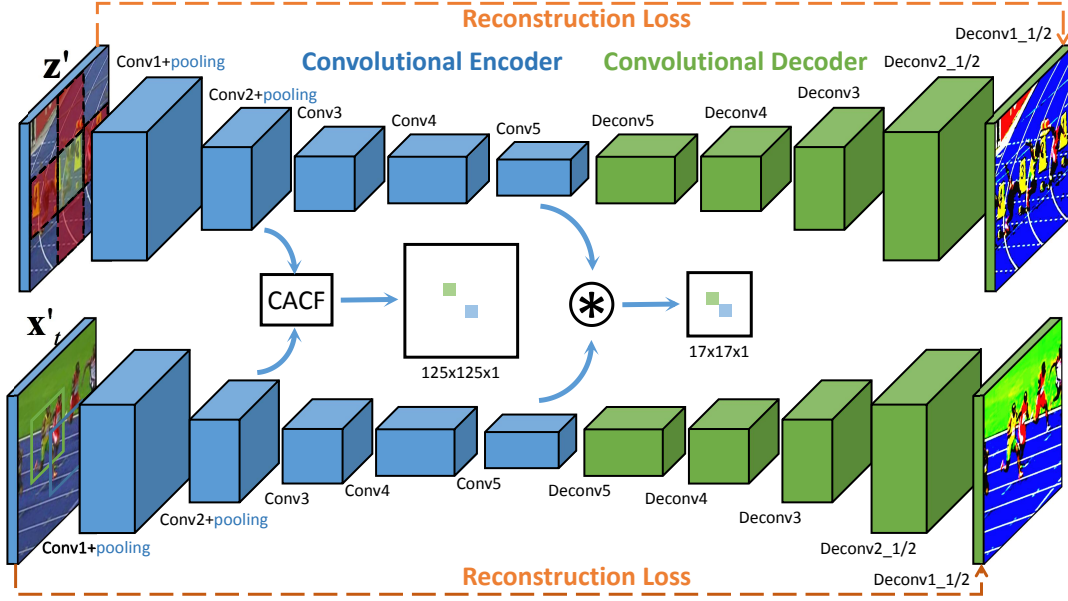 Reconstruction Loss
Deconv1_1/2
z'
Conv1+pooling
Convolutional Encoder
Convolutional Decoder
Deconv2_1/2
Conv2+pooling
Conv3
Conv4
Conv5
Deconv5
Deconv4
Deconv3
CACF
125x125x1
*
17x17x1
x't
Conv1+pooling
Conv2+pooling
Conv3
Conv4
Conv5
Deconv5
Deconv4
Deconv3
Deconv2_1/2
Deconv1_1/2
Reconstruction Loss